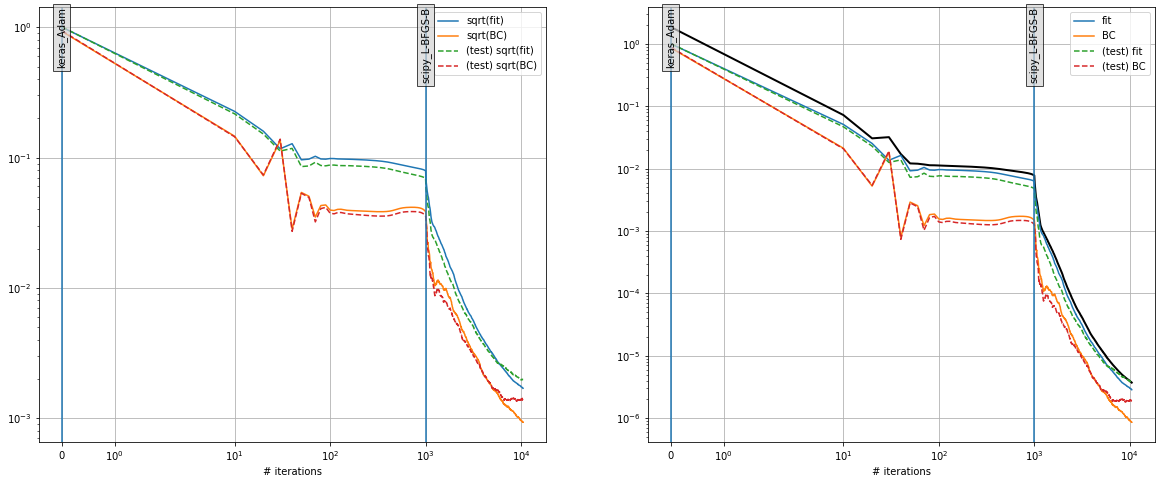 keras_Adam
scipy_L-BFGS-B
sqrt(fit)
sqrt(BC)
(test) sqrt(fit)
(test) sqrt(BC)
10⁰
10⁻¹
10⁻²
10⁻³
0
10⁰
10¹
10²
10³
10⁴
# iterations
keras_Adam
scipy_L-BFGS-B
fit
BC
(test) fit
(test) BC
10⁰
10⁻¹
10⁻²
10⁻³
10⁻⁴
10⁻⁵
10⁻⁶
0
10⁰
10¹
10²
10³
10⁴
# iterations